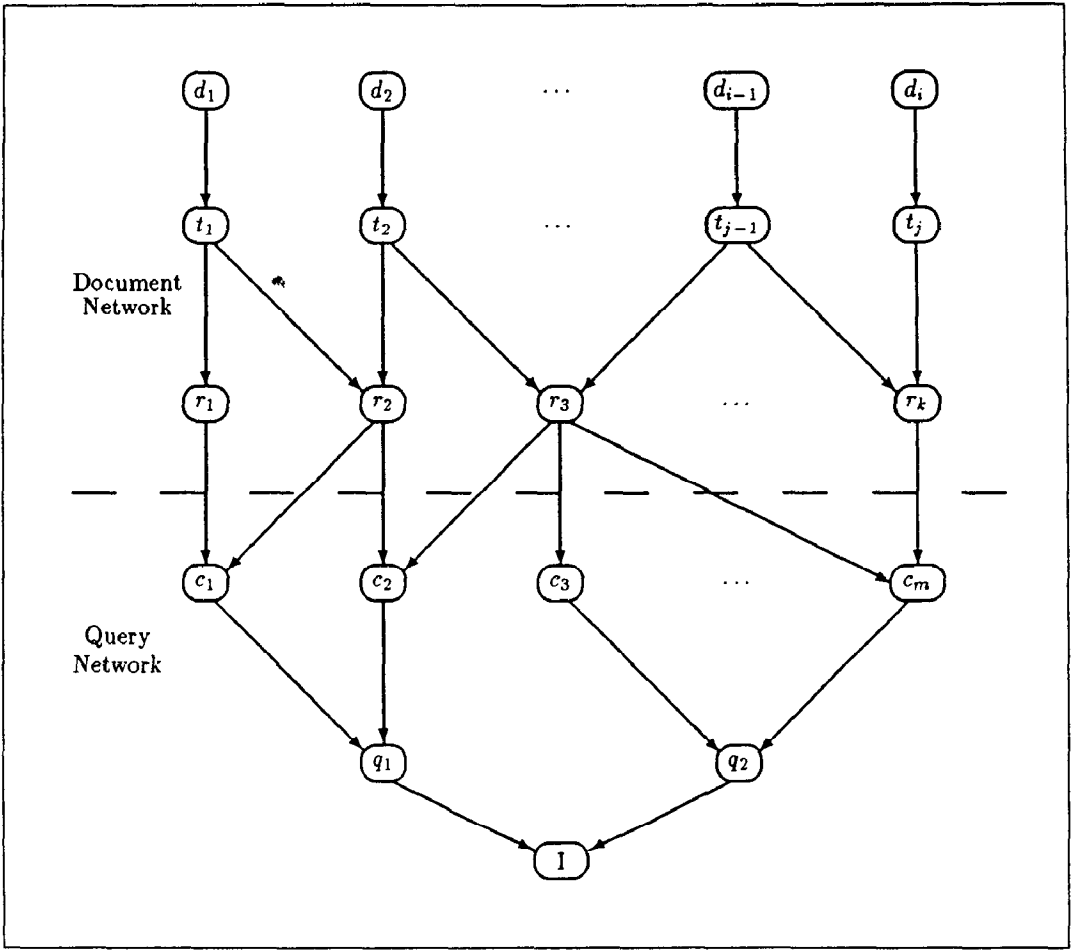 d₁ d₂ ... dᵢ₋₁ dᵢ
t₁ t₂ ... tⱼ₋₁ tⱼ
Document
Network
r₁ r₂ r₃ ... rₖ
c₁ c₂ c₃ ... cₘ
Query
Network
q₁ q₂
I